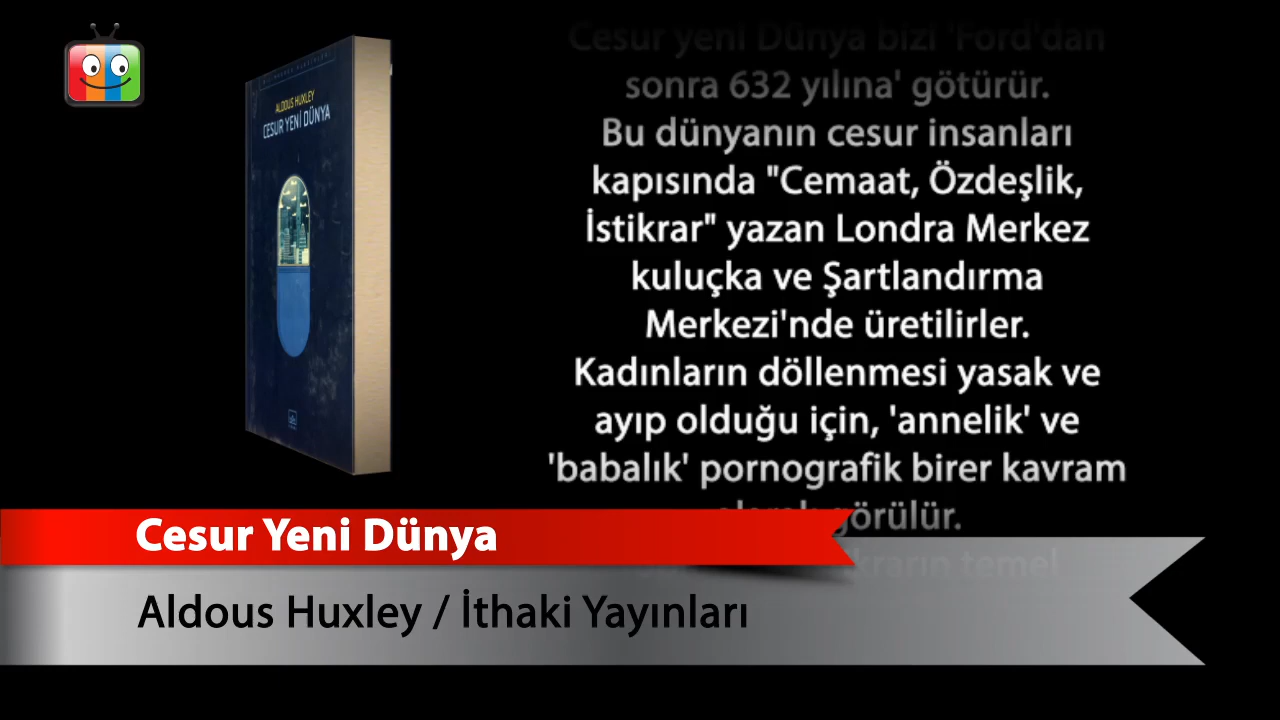 ALDOUS HUXLEY
CESUR YENİ DÜNYA
Cesur yeni Dünya bizi 'Ford'dan
sonra 632 yılına' götürür.
Bu dünyanın cesur insanları
kapısında "Cemaat, Özdeşlik,
İstikrar" yazan Londra Merkez
kuluçka ve Şartlandırma
Merkezi'nde üretilirler.
Kadınların döllenmesi yasak ve
ayıp olduğu için, 'annelik' ve
'babalık' pornografik birer kavram
olarak görülür.
temel
Cesur Yeni Dünya
Aldous Huxley / İthaki Yayınları